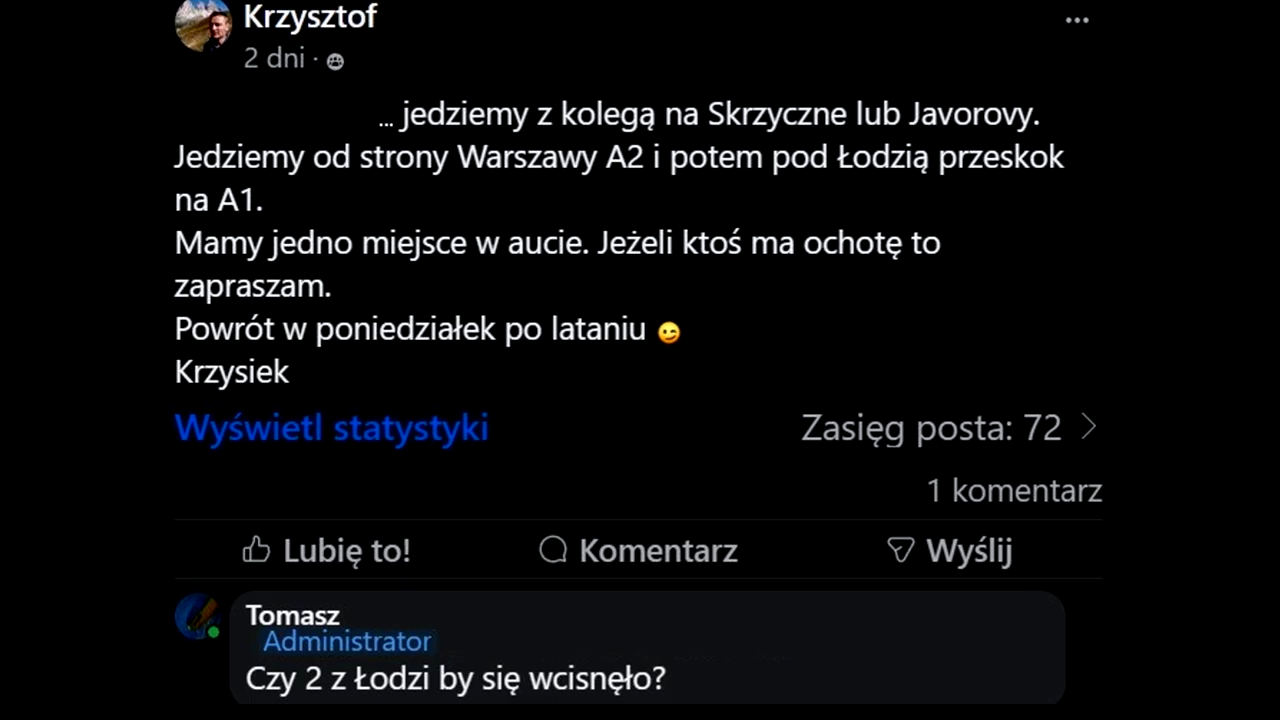 Krzysztof
2 dni ·
... jedziemy z kolegą na Skrzyczne lub Javorovy.
Jedziemy od strony Warszawy A2 i potem pod Łodzią przeskok
na A1.
Mamy jedno miejsce w aucie. Jeżeli ktoś ma ochotę to
zapraszam.
Powrót w poniedziałek po lataniu 😉
Krzysiek
Wyświetl statystyki
Zasięg posta: 72
1 komentarz
Lubię to!
Komentarz
Wyślij
Tomasz
Administrator
Czy 2 z Łodzi by się wcisnęło?